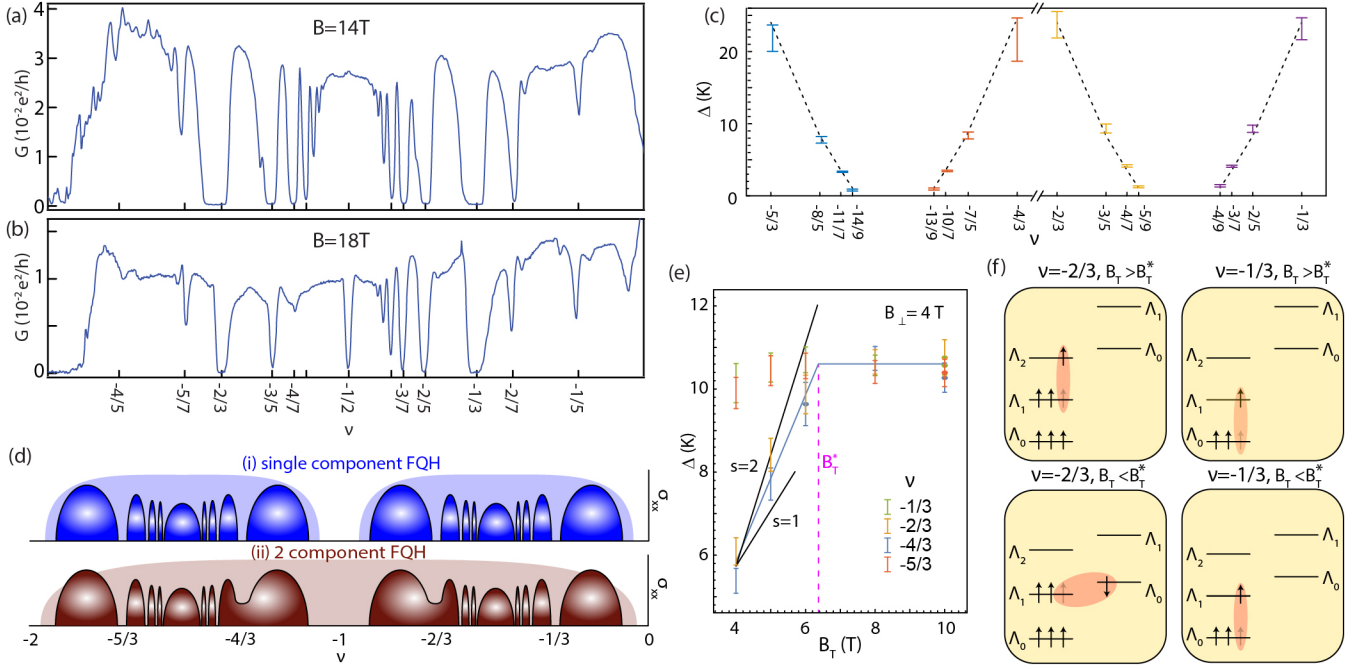 (a)
B=14T
G (10⁻²e²/h)
4
3
2
1
0
(b)
B=18T
G (10⁻²e²/h)
1
0
-4/5
-5/7
-2/3
-3/5
-4/7
-1/2
-3/7
-2/5
-1/3
-2/7
-1/5
ν
(c)
Δ (K)
20
10
0
-5/3
-8/5
-11/7
-14/9
-13/9
-10/7
-7/5
-4/3
-2/3
-3/5
-4/7
-5/9
-4/9
-3/7
-2/5
-1/3
ν
(d)
(i) single component FQH
σxx
(ii) 2 component FQH
σxx
-2
-5/3
-4/3
-1
-2/3
-1/3
0
ν
(e)
B⊥= 4 T
Δ (K)
12
10
8
6
s=2
s=1
B*T
ν
-1/3
-2/3
-4/3
-5/3
4
6
8
10
BT (T)
(f)
ν=-2/3, BT >B*T
Λ1
Λ2
Λ0
Λ1
Λ0
ν=-1/3, BT >B*T
Λ1
Λ2
Λ0
Λ1
Λ0
ν=-2/3, BT <B*T
Λ1
Λ2
Λ1
Λ0
Λ0
ν=-1/3, BT <B*T
Λ1
Λ2
Λ0
Λ1
Λ0